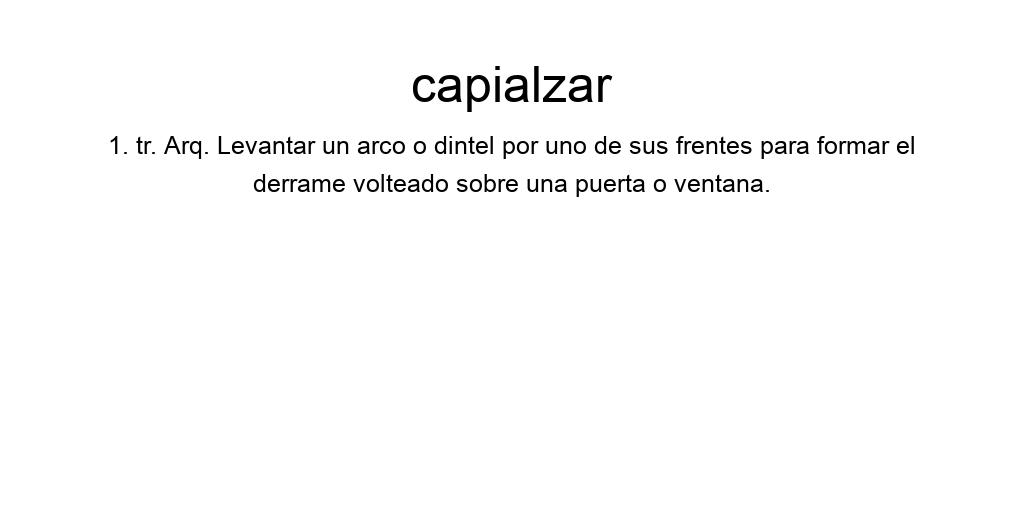 capialzar
1. tr. Arq. Levantar un arco o dintel por uno de sus frentes para formar el
derrame volteado sobre una puerta o ventana.